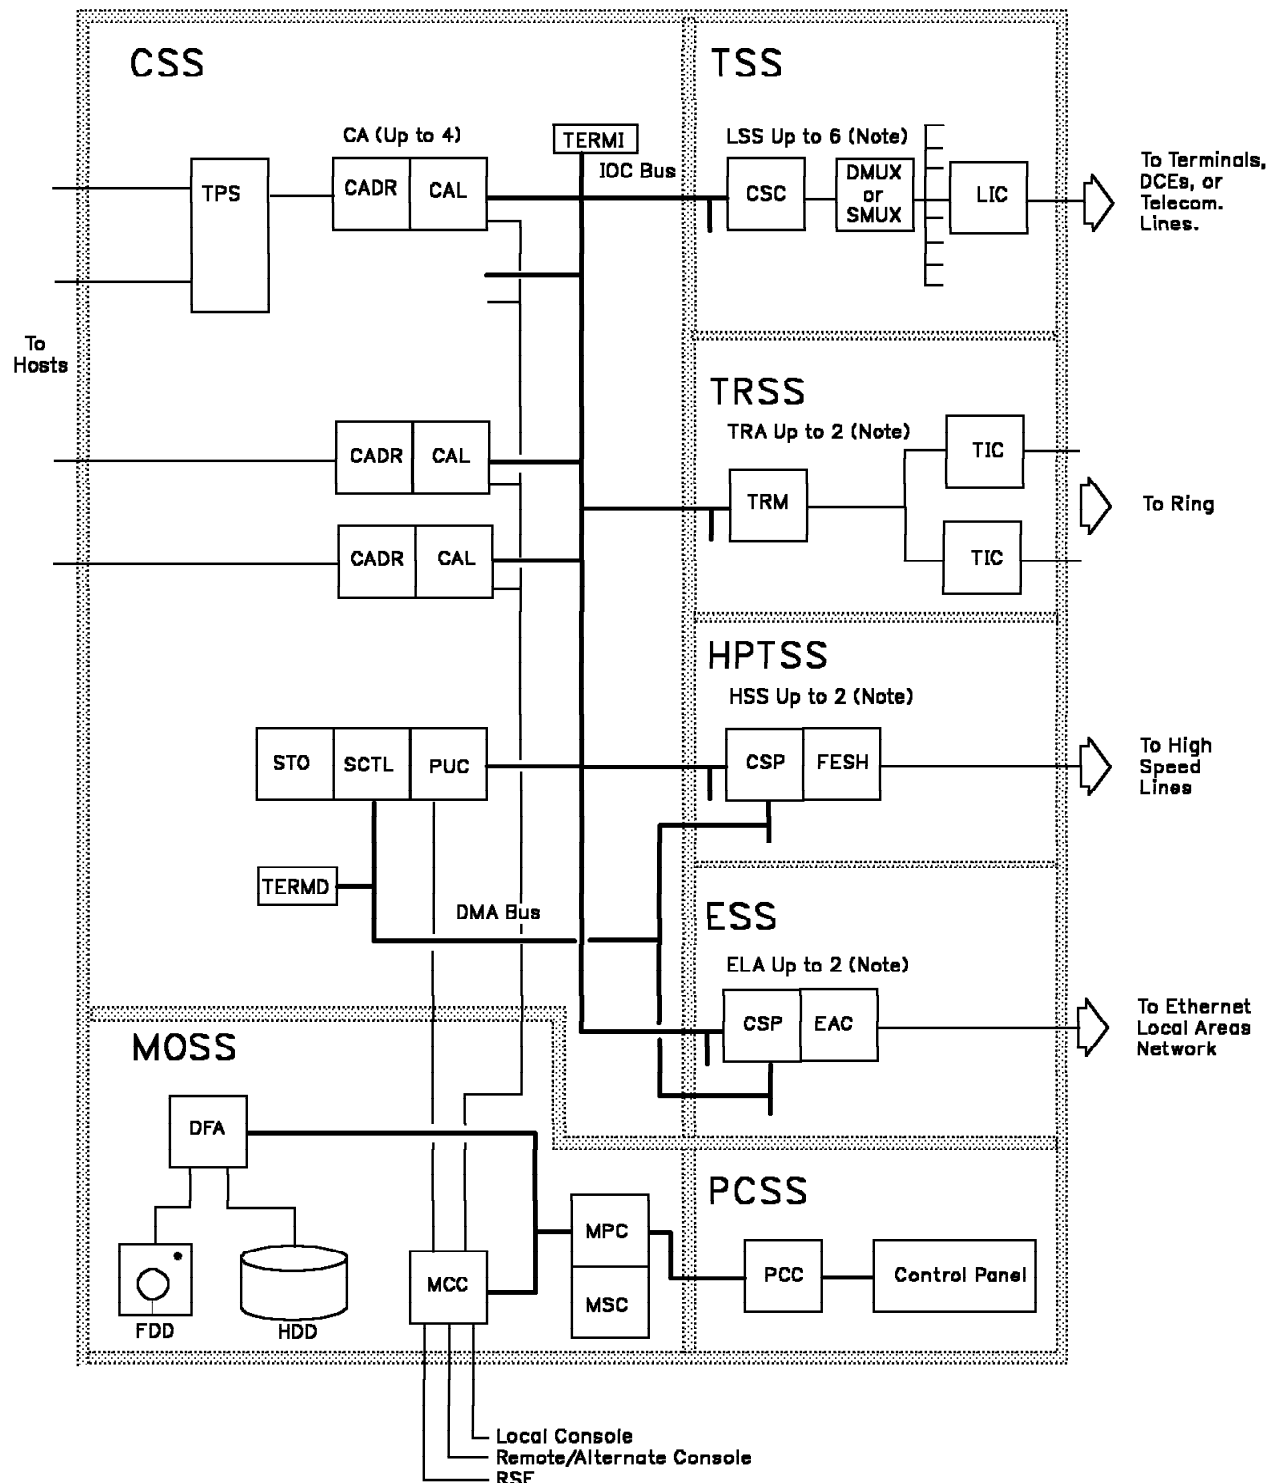 CSS
TSS
CA (Up to 4)
TERMI
IOC Bus
LSS Up to 6 (Note)
TPS
CADR
CAL
CSC
DMUX
or
SMUX
LIC
To Terminals,
DCEs, or
Telecom.
Lines.
To
Hosts
TRSS
TRA Up to 2 (Note)
CADR
CAL
TIC
TRM
To Ring
CADR
CAL
TIC
HPTSS
HSS Up to 2 (Note)
STO
SCTL
PUC
CSP
FESH
To High
Speed
Lines
TERMD
DMA Bus
ESS
ELA Up to 2 (Note)
CSP
EAC
To Ethernet
Local Areas
Network
MOSS
DFA
PCSS
MPC
MSC
MCC
PCC
Control Panel
FDD
HDD
Local Console
Remote/Alternate Console
RSF